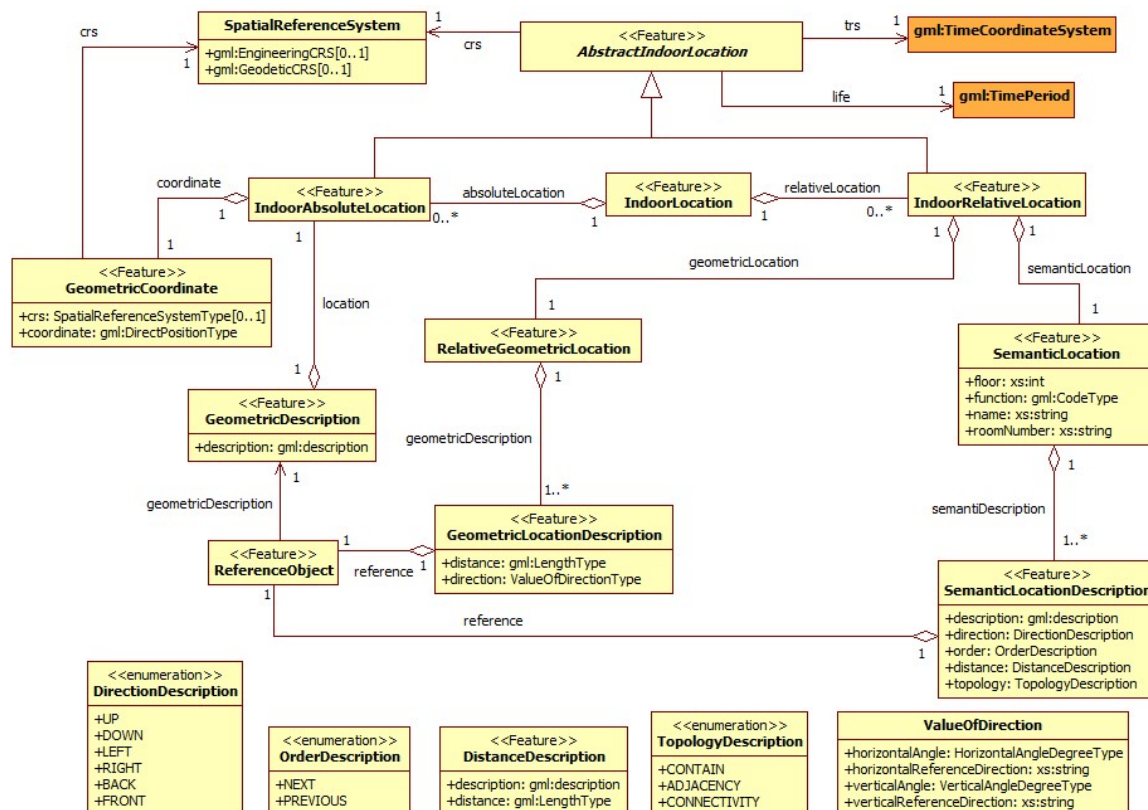 crs
1
SpatialReferenceSystem
+gml:EngineeringCRS[0..1]
+gml:GeodeticCRS[0..1]
1
crs
<<Feature>>
AbstractIndoorLocation
trs
1
gml:TimeCoordinateSystem
life
1
gml:TimePeriod
coordinate
1
1
<<Feature>>
IndoorAbsoluteLocation
1
absoluteLocation
0..*
1
<<Feature>>
IndoorLocation
relativeLocation
1
0..*
<<Feature>>
IndoorRelativeLocation
1
1
<<Feature>>
GeometricCoordinate
+crs: SpatialReferenceSystemType[0..1]
+coordinate: gml:DirectPositionType
location
1
geometricLocation
1
semanticLocation
1
<<Feature>>
RelativeGeometricLocation
1
<<Feature>>
SemanticLocation
+floor: xs:int
+function: gml:CodeType
+name: xs:string
+roomNumber: xs:string
1
<<Feature>>
GeometricDescription
+description: gml:description
1
geometricDescription
geometricDescription
1..*
semantiDescription
1..*
<<Feature>>
ReferenceObject
1
1
reference
1
<<Feature>>
GeometricLocationDescription
+distance: gml:LengthType
+direction: ValueOfDirectionType
reference
1
<<Feature>>
SemanticLocationDescription
+description: gml:description
+direction: DirectionDescription
+order: OrderDescription
+distance: DistanceDescription
+topology: TopologyDescription
<<enumeration>>
DirectionDescription
+UP
+DOWN
+LEFT
+RIGHT
+BACK
+FRONT
<<enumeration>>
OrderDescription
+NEXT
+PREVIOUS
<<Feature>>
DistanceDescription
+description: gml:description
+distance: gml:LengthType
<<enumeration>>
TopologyDescription
+CONTAIN
+ADJACENCY
+CONNECTIVITY
ValueOfDirection
+horizontalAngle: HorizontalAngleDegreeType
+horizontalReferenceDirection: xs:string
+verticalAngle: VerticalAngleDegreeType
+verticalReferenceDirection: xs:string